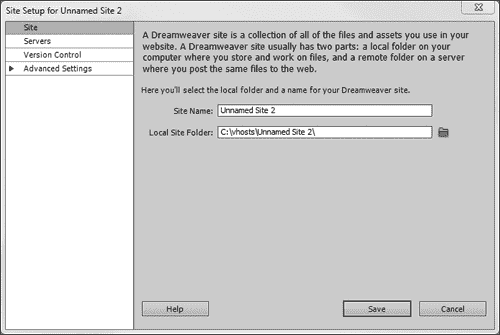 Site Setup for Unnamed Site 2
Site
Servers
Version Control
Advanced Settings
A Dreamweaver site is a collection of all of the files and assets you use in your
website. A Dreamweaver site usually has two parts: a local folder on your
computer where you store and work on files, and a remote folder on a server
where you post the same files to the web.
Here you'll select the local folder and a name for your Dreamweaver site.
Site Name: Unnamed Site 2
Local Site Folder: C:\vhosts\Unnamed Site 2\
Help Save Cancel